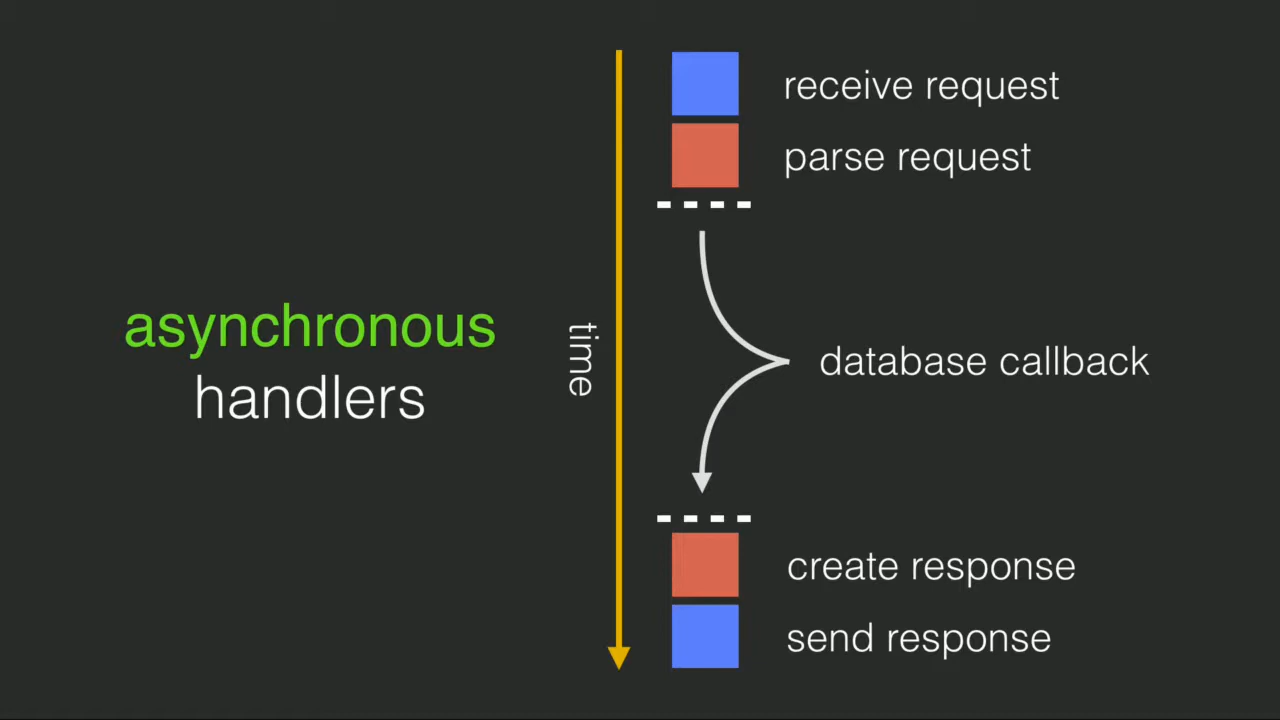 asynchronous
handlers
time
receive request
parse request
database callback
create response
send response